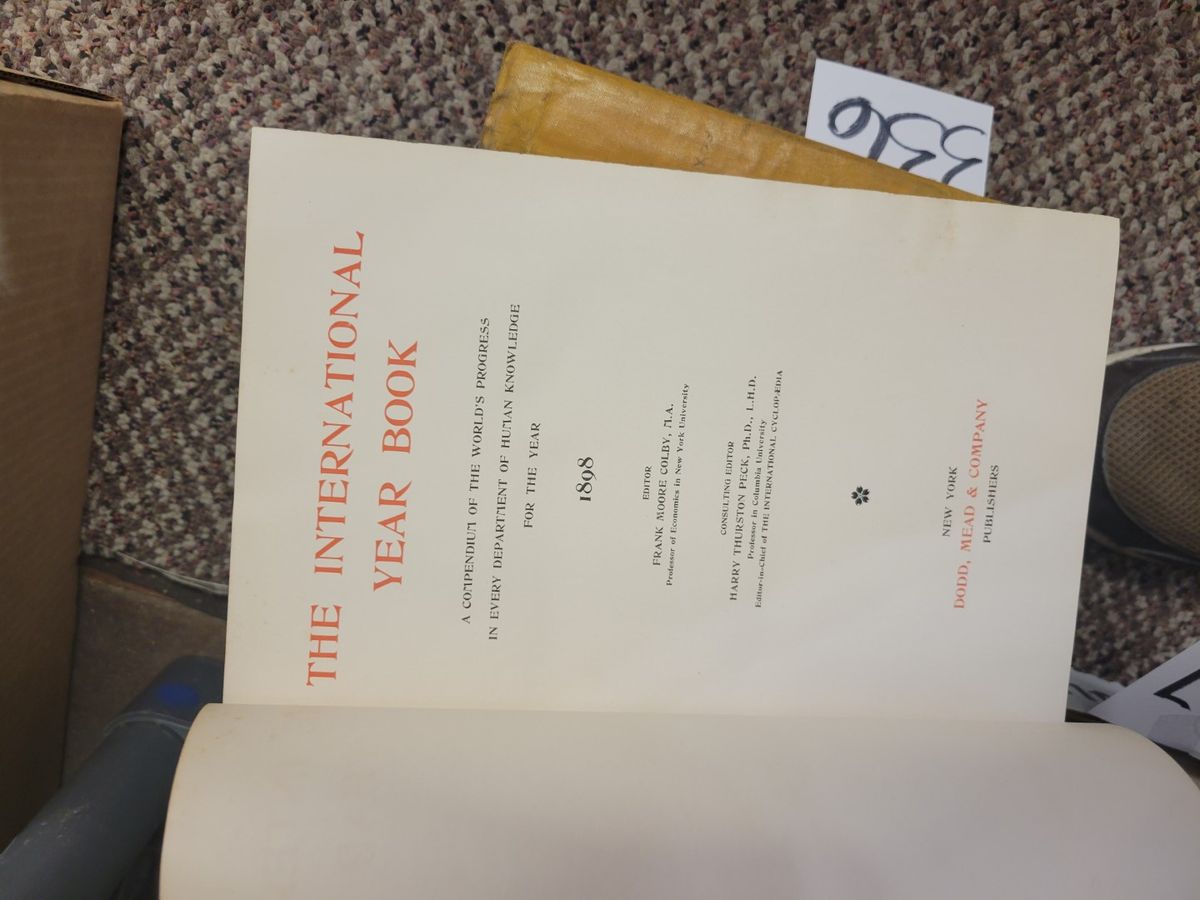 THE INTERNATIONAL
YEAR BOOK
A COMPENDIUM OF THE WORLD'S PROGRESS
IN EVERY DEPARTMENT OF HUMAN KNOWLEDGE
FOR THE YEAR
1898
EDITOR
FRANK MOORE COLBY, M.A.
Professor of Economics in New York University
CONSULTING EDITOR
HARRY THURSTON PECK, Ph.D., L.H.D.
Professor in Columbia University
Editor-in-Chief of THE INTERNATIONAL CYCLOPÆDIA
NEW YORK
DODD, MEAD & COMPANY
PUBLISHERS